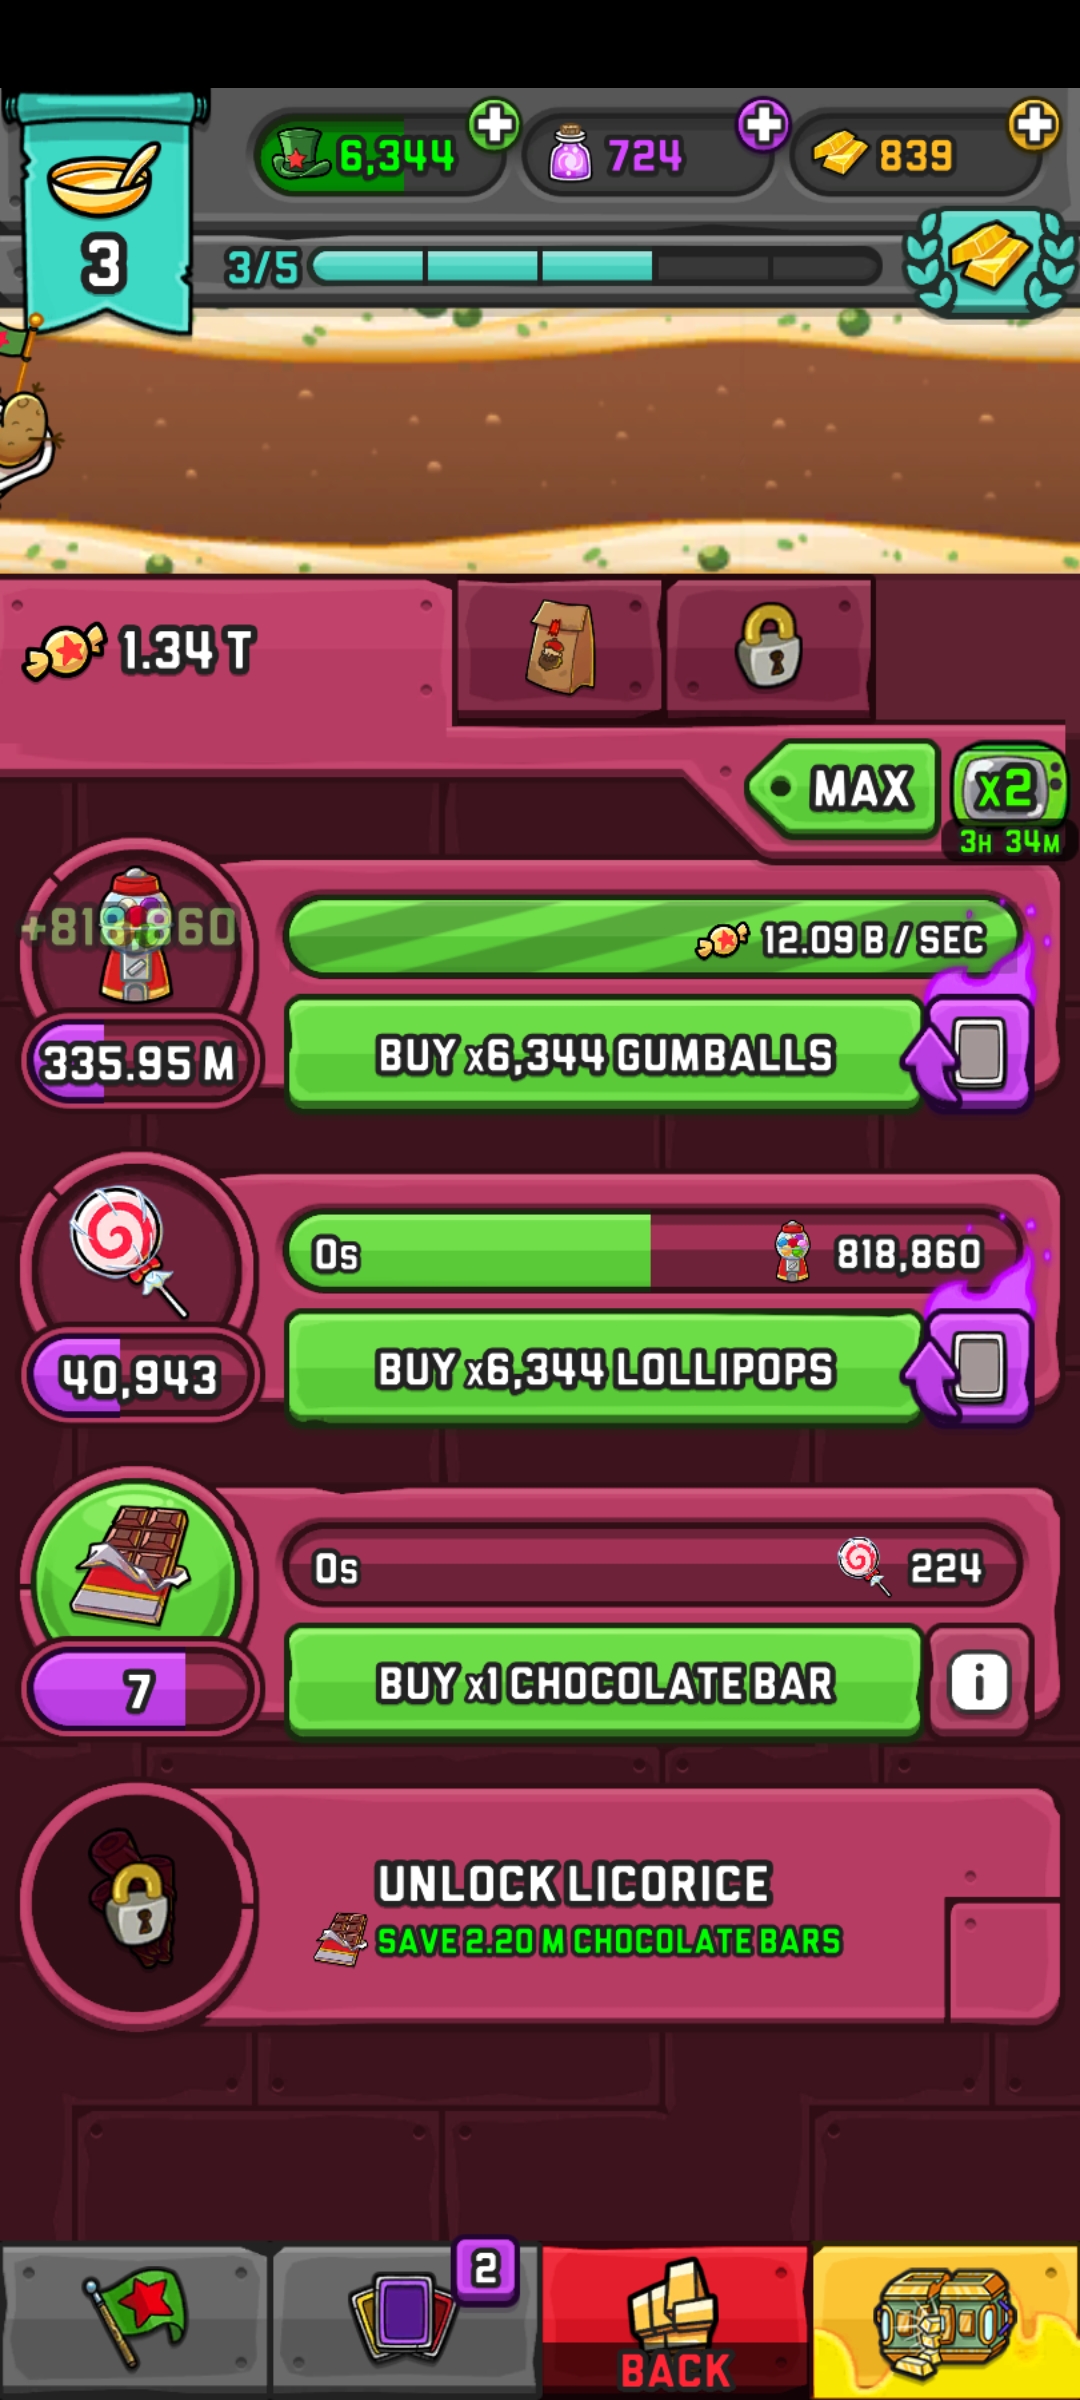 6,344
724
839
3
3/5
1.34 T
MAX
x2
3H 34M
+818,860
12.09 B / SEC
335.95 M
BUY x6,344 GUMBALLS
0s
818,860
40,943
BUY x6,344 LOLLIPOPS
0s
224
7
BUY x1 CHOCOLATE BAR
i
UNLOCK LICORICE
SAVE 2.20 M CHOCOLATE BARS
2
BACK